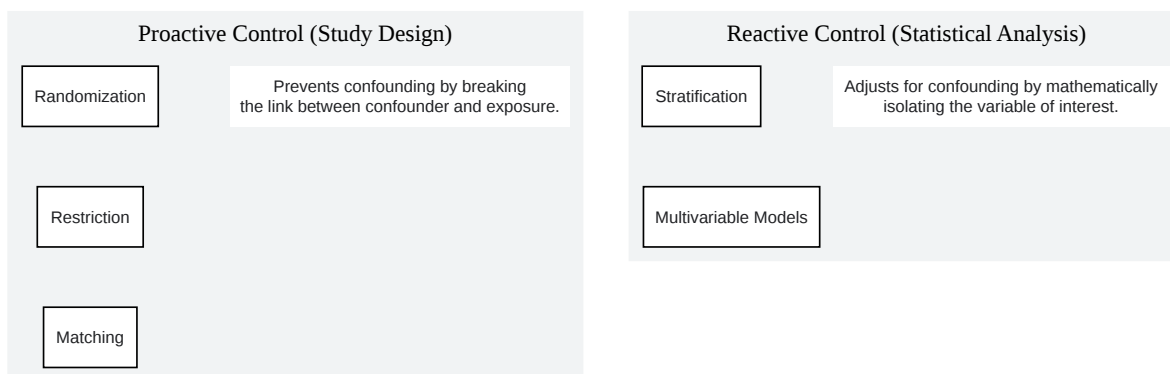 Proactive Control (Study Design)
Randomization
Prevents confounding by breaking
the link between confounder and exposure.
Restriction
Matching
Reactive Control (Statistical Analysis)
Stratification
Adjusts for confounding by mathematically
isolating the variable of interest.
Multivariable Models